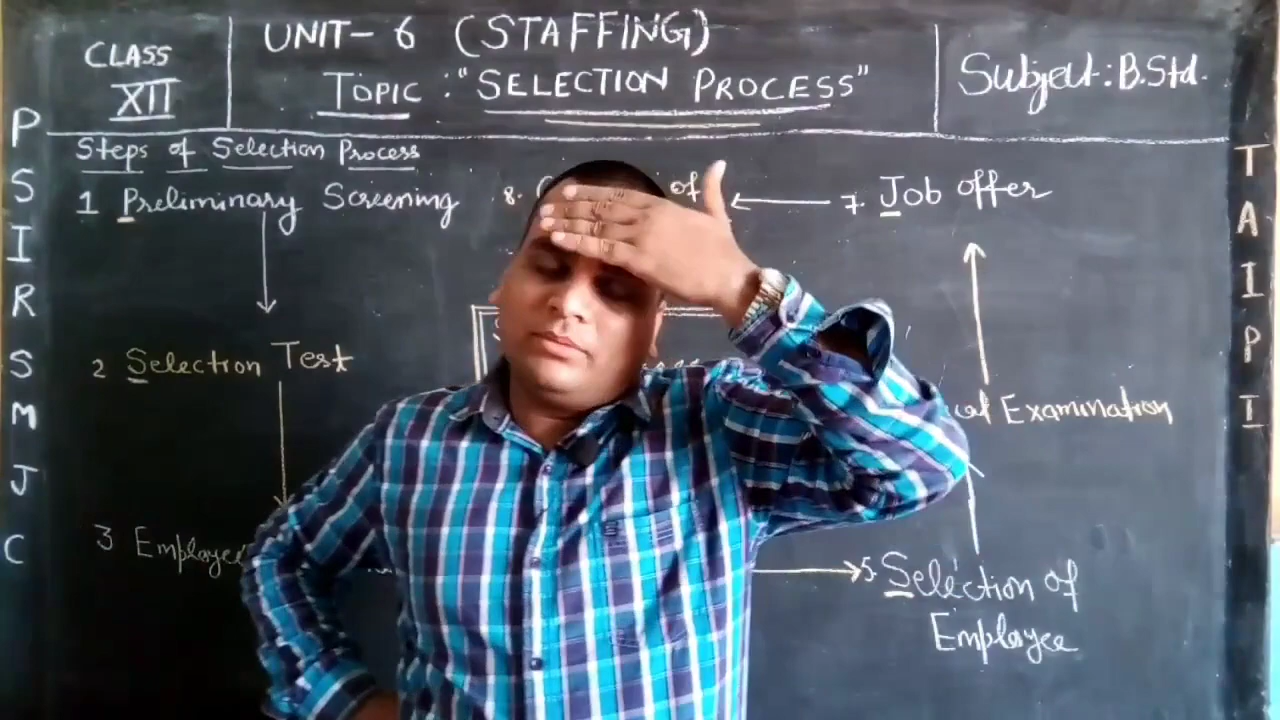 CLASS
XII
UNIT-6 (STAFFING)
TOPIC : "SELECTION PROCESS"
Subject: B.Std.
Steps of Selection Process
1 Preliminary Screening
8. of
7. Job offer
2 Selection Test
Examination
3
5. Selection of
Employee
P
S
I
R
S
M
J
C
T
A
I
P
I